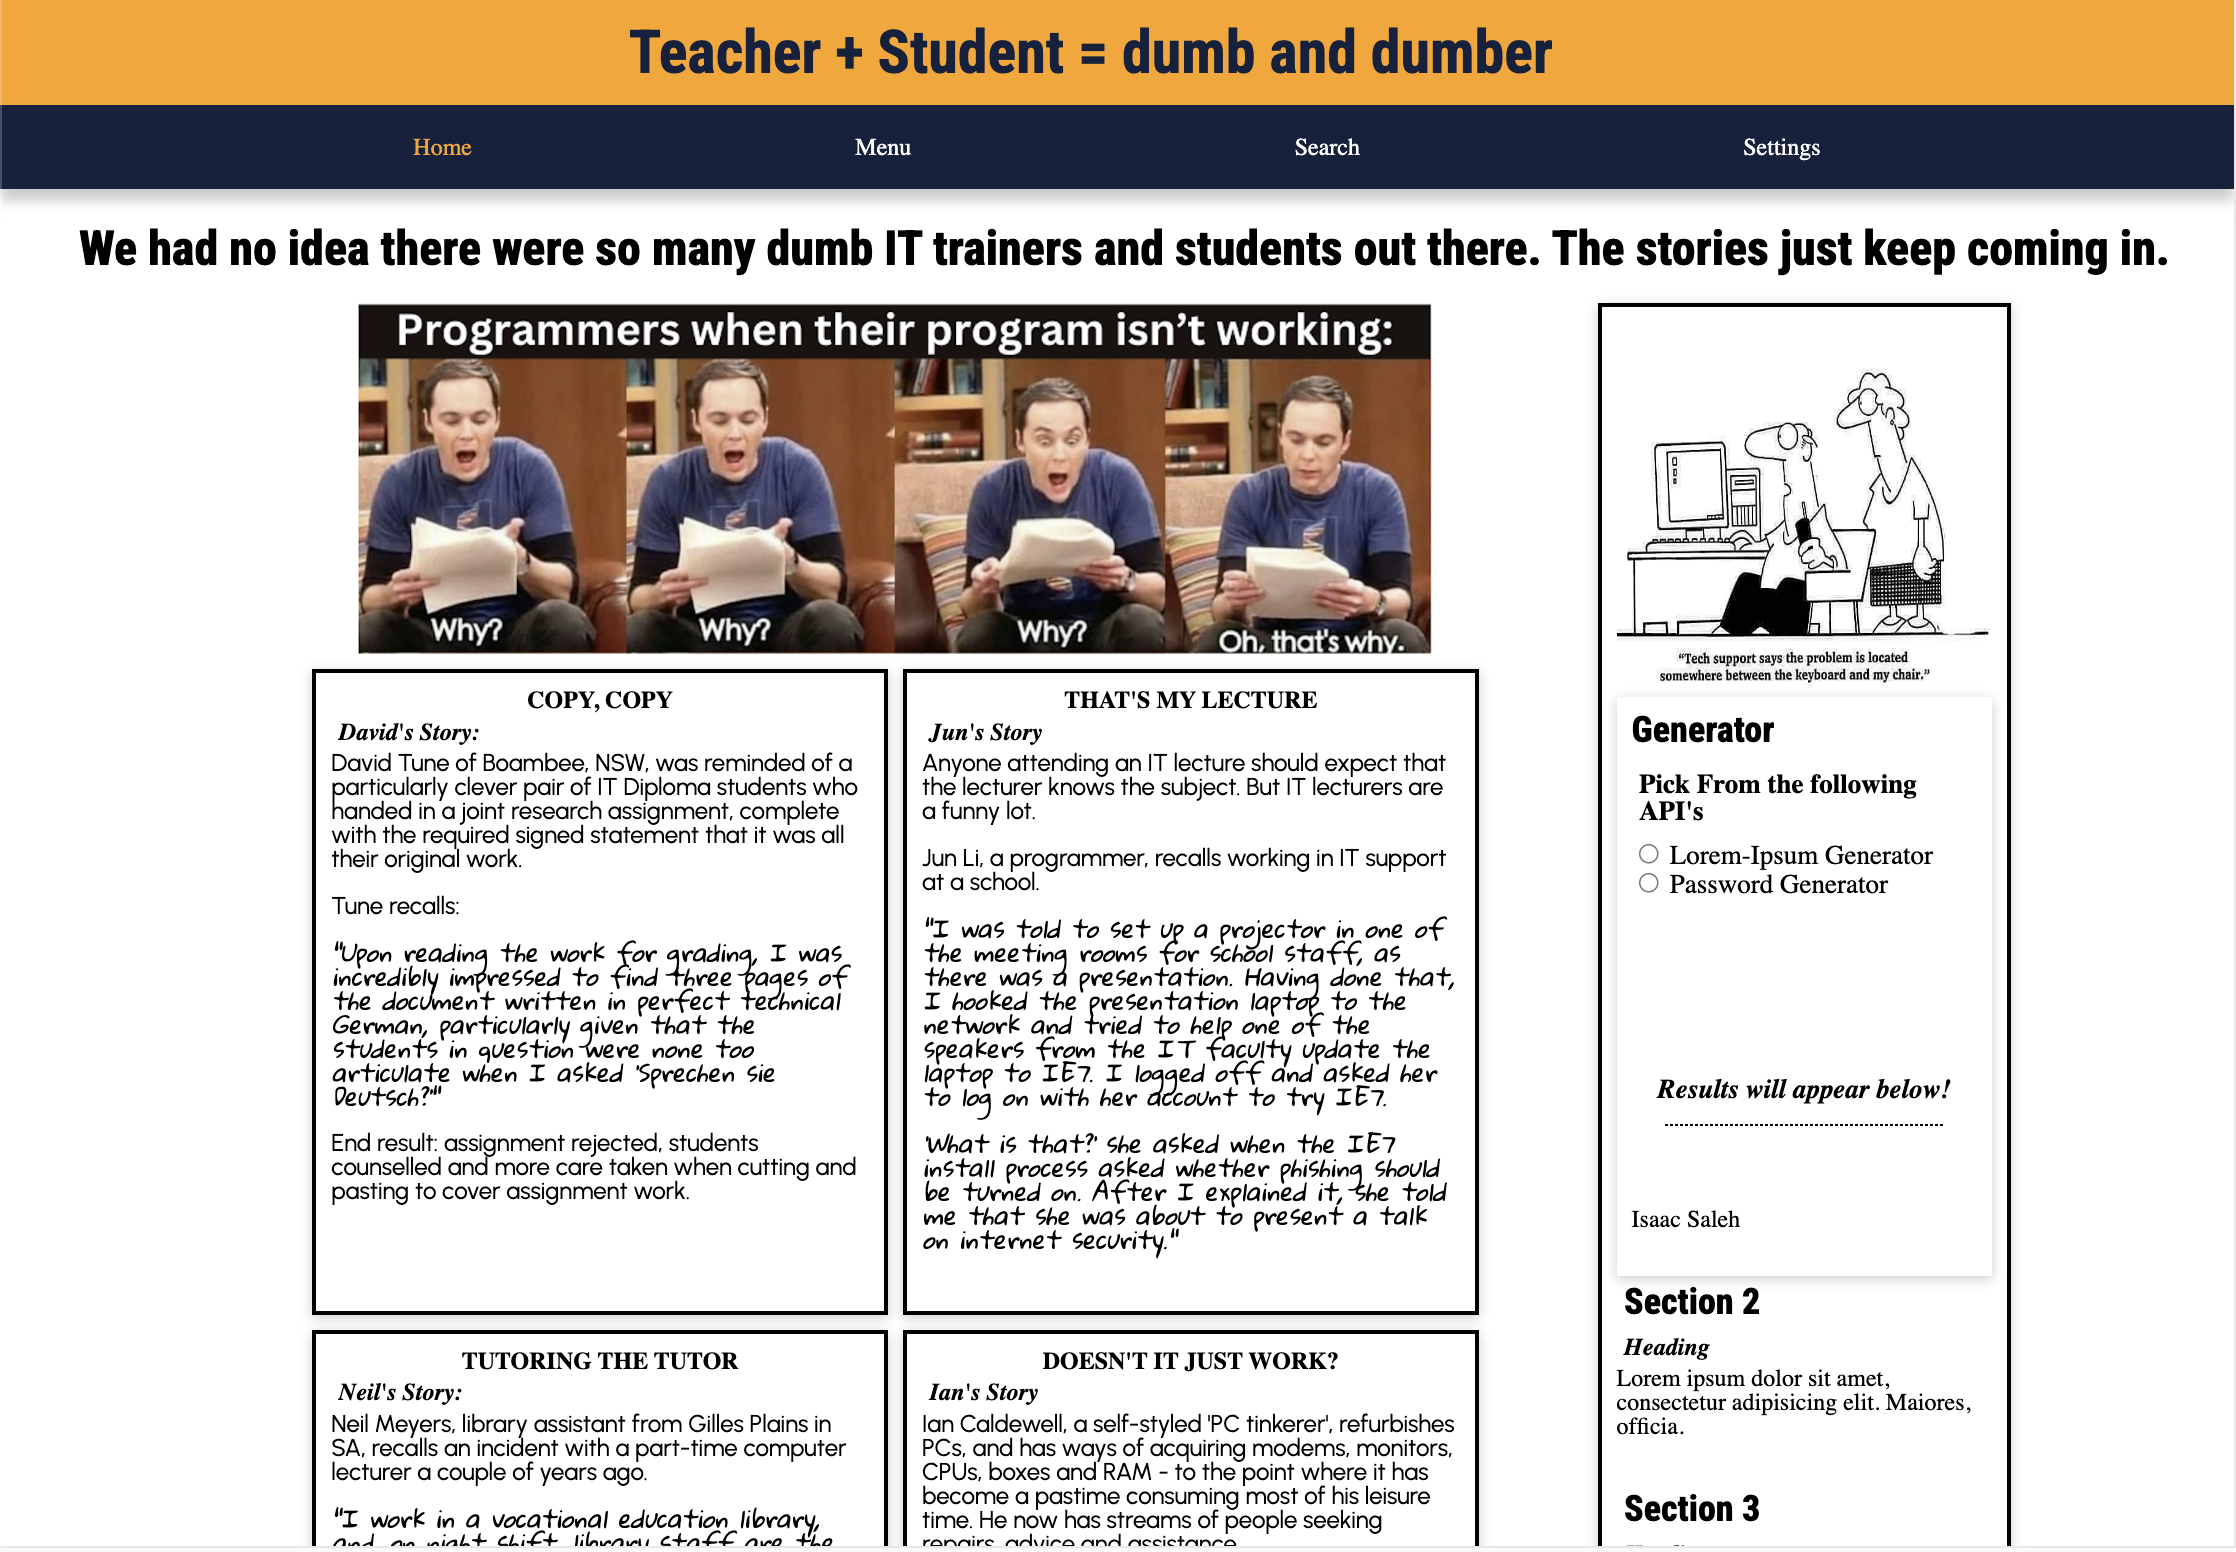 Teacher + Student = dumb and dumber
Home
Menu
Search
Settings
We had no idea there were so many dumb IT trainers and students out there. The stories just keep coming in.
Programmers when their program isn't working:
Why?
Why?
Why?
Oh, that's why.
COPY, COPY
David's Story:
David Tune of Boambee, NSW, was reminded of a
particularly clever pair of IT Diploma students who
handed in a joint research assignment, complete
with the required signed statement that it was all
their original work.
Tune recalls:
"Upon reading the work for grading, I was
incredibly impressed to find three pages of
the document written in perfect technical
German, particularly given that the
students in question were none too
articulate when I asked 'Sprechen sie
Deutsch?'"
End result: assignment rejected, students
counselled and more care taken when cutting and
pasting to cover assignment work.
THAT'S MY LECTURE
Jun's Story
Anyone attending an IT lecture should expect that
the lecturer knows the subject. But IT lecturers are
a funny lot.
Jun Li, a programmer, recalls working in IT support
at a school.
"I was told to set up a projector in one of
the meeting rooms for school staff, as
there was a presentation. Having done that,
I hooked the presentation laptop to the
network and tried to help one of the
speakers from the IT faculty update the
laptop to IE7. I logged off and asked her
to log on with her account to try IE7.
'What is that?' she asked when the IE7
install process asked whether phishing should
be turned on. After I explained it, she told
me that she was about to present a talk
on internet security."
TUTORING THE TUTOR
Neil's Story:
Neil Meyers, library assistant from Gilles Plains in
SA, recalls an incident with a part-time computer
lecturer a couple of years ago.
"I work in a vocational education library,
and on night shift, library staff are the
DOESN'T IT JUST WORK?
Ian's Story
Ian Caldewell, a self-styled 'PC tinkerer', refurbishes
PCs, and has ways of acquiring modems, monitors,
CPUs, boxes and RAM - to the point where it has
become a pastime consuming most of his leisure
time. He now has streams of people seeking
repairs, advice and assistance.
"Tech support says the problem is located
somewhere between the keyboard and my chair."
Generator
Pick From the following
API's
Lorem-Ipsum Generator
Password Generator
Results will appear below!
Isaac Saleh
Section 2
Heading
Lorem ipsum dolor sit amet,
consectetur adipisicing elit. Maiores,
officia.
Section 3